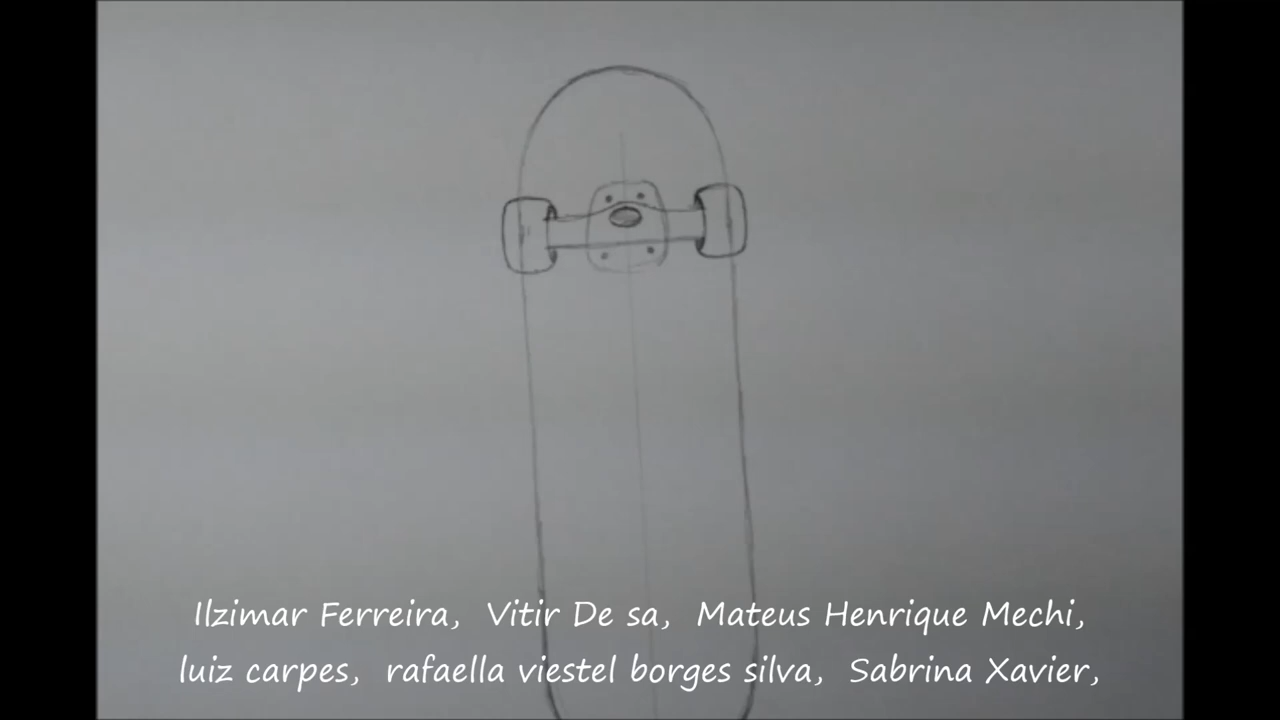 Ilzimar Ferreira, Vitir De sa, Mateus Henrique Mechi,
luiz carpes, rafaella viestel borges silva, Sabrina Xavier,